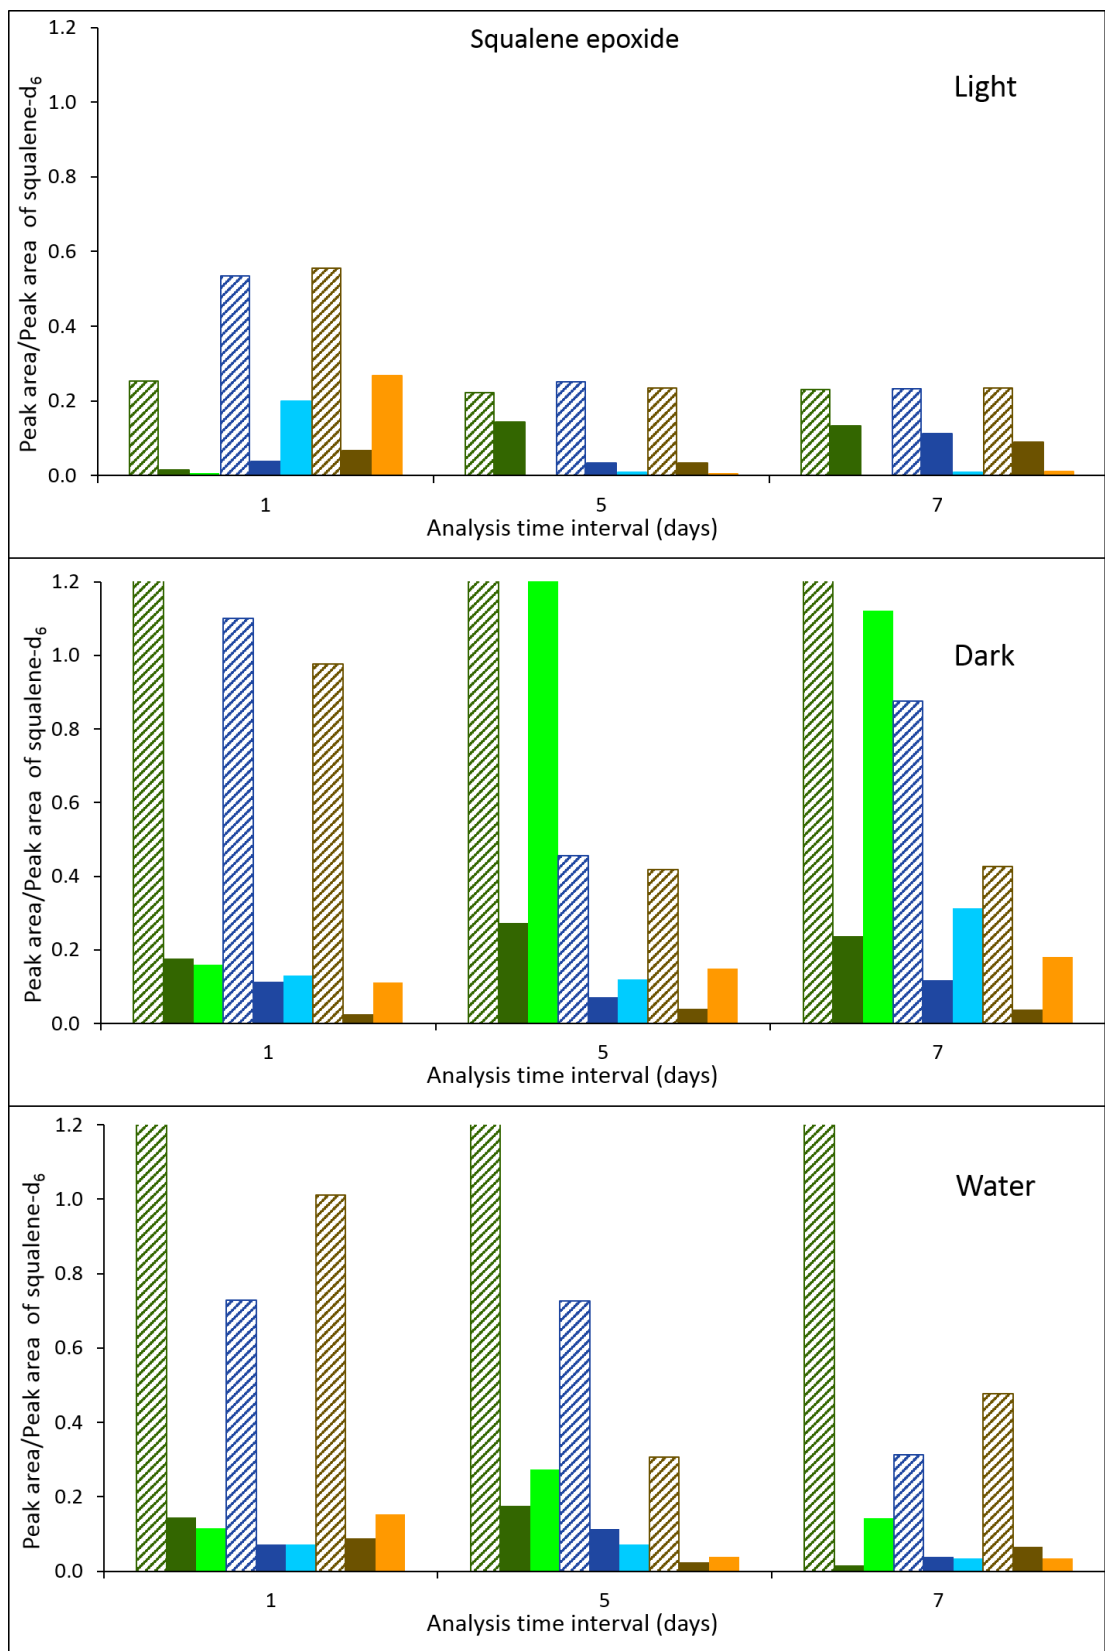 Squalene epoxide
Light
Peak area/Peak area of squalene-d6
1.2
1.0
0.8
0.6
0.4
0.2
0.0
1 5 7
Analysis time interval (days)
Dark
Peak area/Peak area of squalene-d6
1.2
1.0
0.8
0.6
0.4
0.2
0.0
1 5 7
Analysis time interval (days)
Water
Peak area/Peak area of squalene-d6
1.2
1.0
0.8
0.6
0.4
0.2
0.0
1 5 7
Analysis time interval (days)